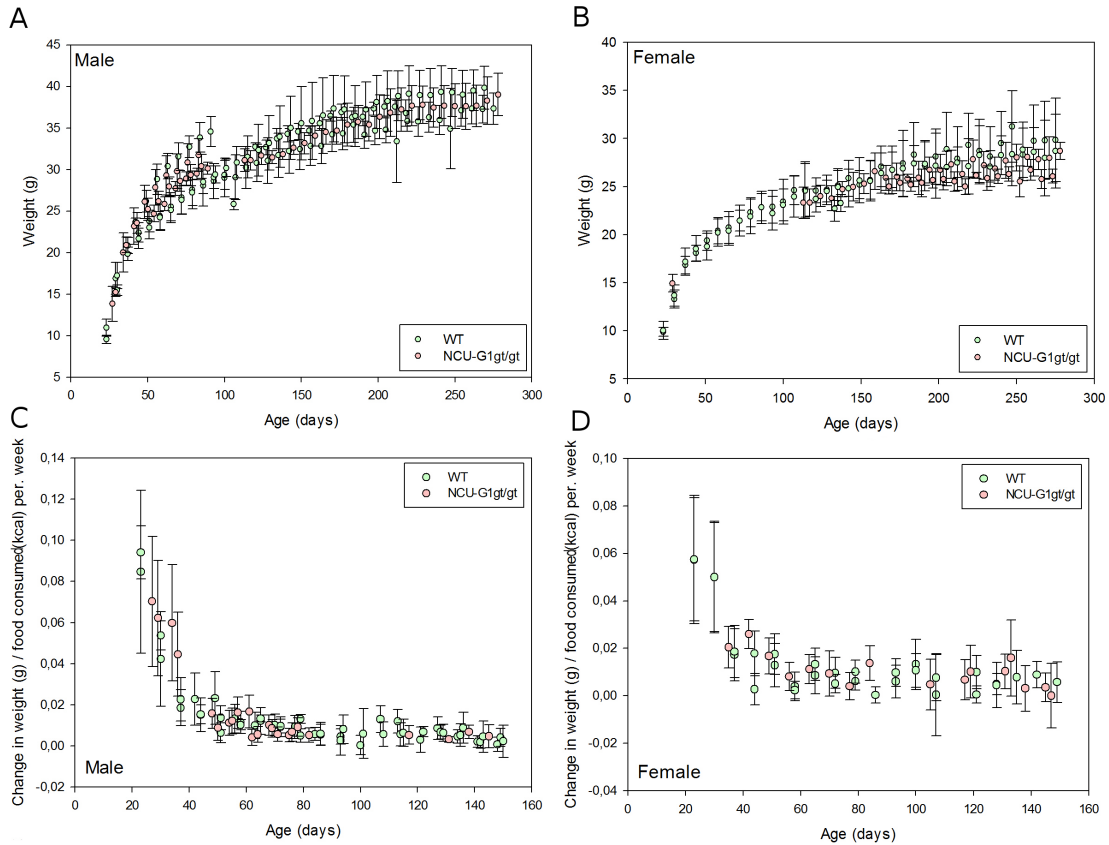 A
Male
Weight (g)
45
40
35
30
25
20
15
10
5
0
50
100
150
200
250
300
Age (days)
WT
NCU-G1gt/gt
B
Female
Weight (g)
40
35
30
25
20
15
10
5
0
50
100
150
200
250
300
Age (days)
WT
NCU-G1gt/gt
C
Change in weight (g) / food consumed(kcal) per. week
0,14
0,12
0,10
0,08
0,06
0,04
0,02
0,00
-0,02
0
20
40
60
80
100
120
140
160
Male
Age (days)
WT
NCU-G1gt/gt
D
Change in weight (g) / food consumed(kcal) per. week
0,10
0,08
0,06
0,04
0,02
0,00
-0,02
-0,04
0
20
40
60
80
100
120
140
160
Female
Age (days)
WT
NCU-G1gt/gt